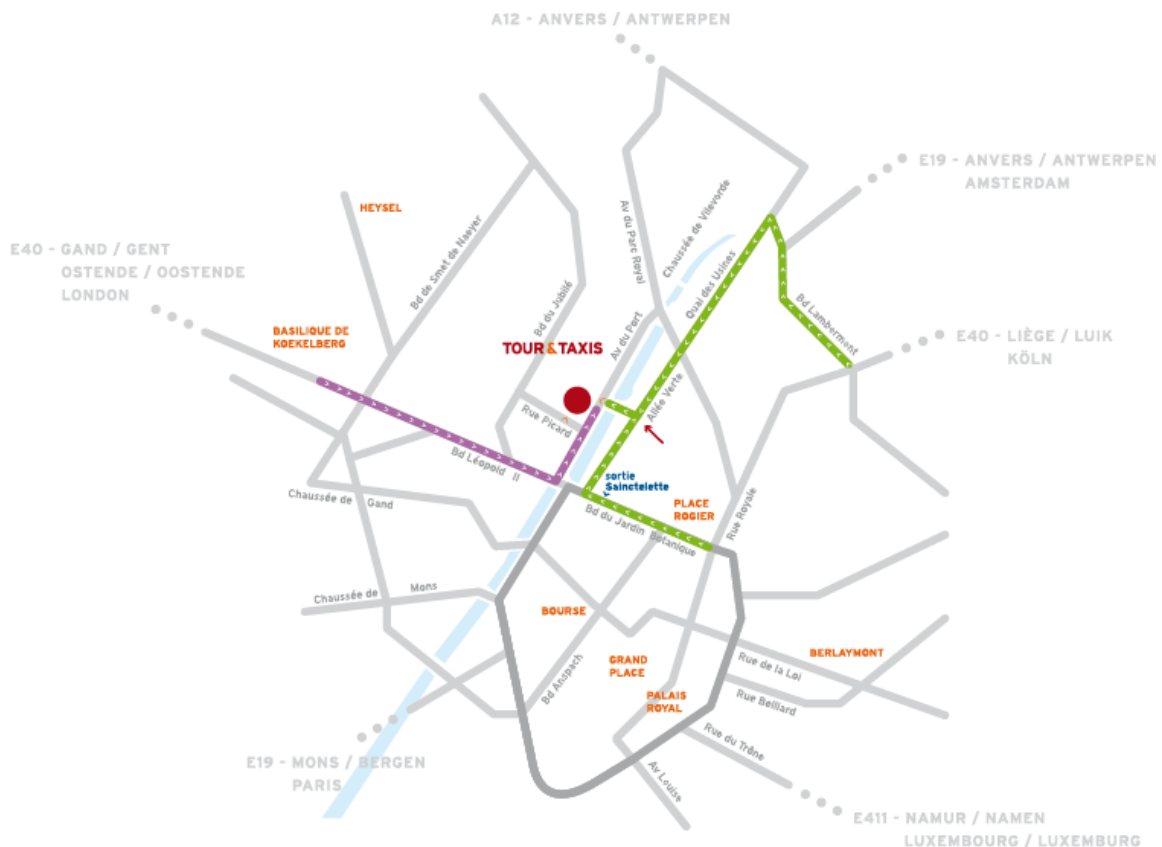 A12 - ANVERS / ANTWERPEN
E19 - ANVERS / ANTWERPEN
AMSTERDAM
HEYSEL
Bd de Smet de Naeyer
Av du Parc Royal
Chaussée de Vilevorde
Quai des Usines
E40 - GAND / GENT
OSTENDE / OOSTENDE
LONDON
Bd du Jubilé
Bd Lambermont
BASILIQUE DE
KOEKELBERG
TOUR & TAXIS
Av du Port
E40 - LIÈGE / LUIK
KÖLN
Rue Picard
Allée Verte
Bd Léopold II
sortie
Sainctelette
Chaussée de Gand
PLACE
ROGIER
Bd du Jardin Botanique
Rue Royale
Chaussée de Mons
BOURSE
GRAND
PLACE
BERLAYMONT
Rue de la Loi
Bd Anspach
PALAIS
ROYAL
Rue Belliard
Rue du Trône
E19 - MONS / BERGEN
PARIS
Av Louise
E411 - NAMUR / NAMEN
LUXEMBOURG / LUXEMBURG